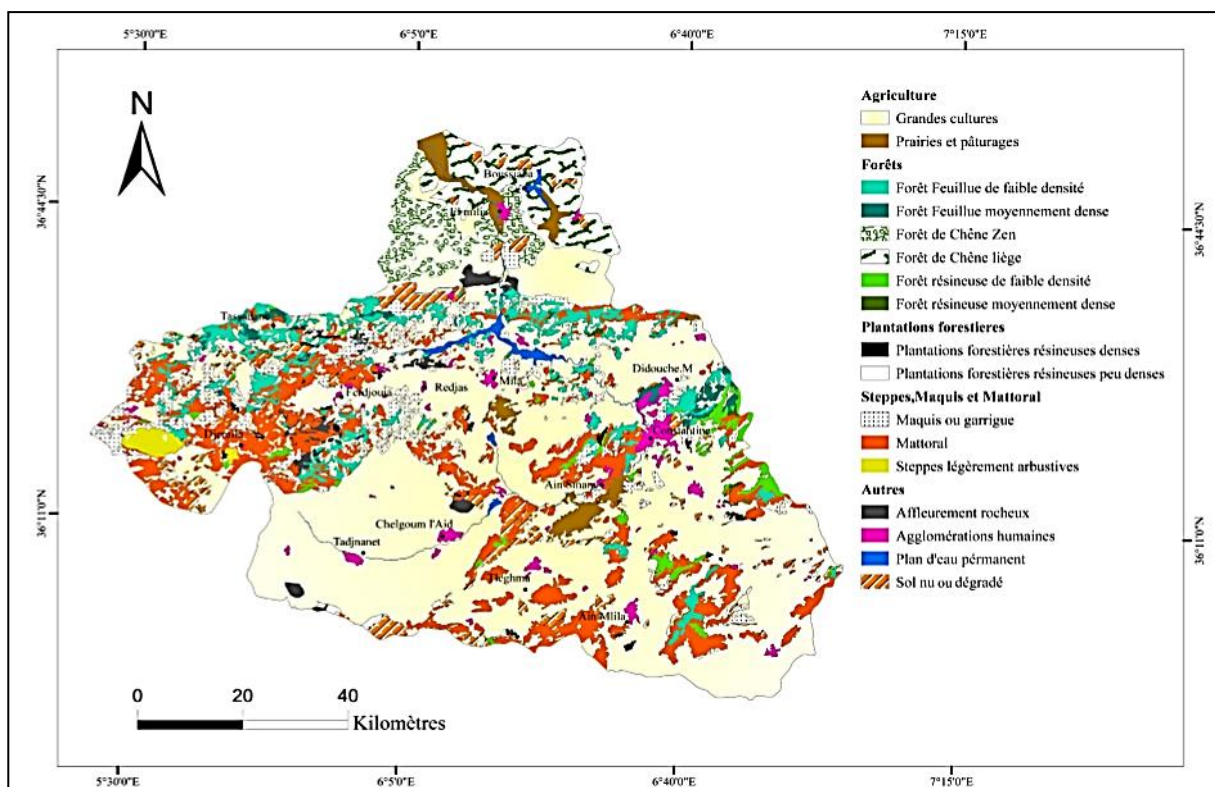 5°30'0"E 6°5'0"E 6°40'0"E 7°15'0"E
N
36°44'30"N
36°11'0"N
36°44'30"N
36°11'0"N
Boussiaba
El milia
Didouche.M
Redjas
Mila
Constantine
Chelgoum l'Aid
Tadjnanet
Ain Mlila
Agriculture
Grandes cultures
Prairies et pâturages
Forêts
Forêt Feuillue de faible densité
Forêt Feuillue moyennement dense
Forêt de Chêne Zen
Forêt de Chêne liège
Forêt résineuse de faible densité
Forêt résineuse moyennement dense
Plantations forestieres
Plantations forestières résineuses denses
Plantations forestières résineuses peu denses
Steppes,Maquis et Mattoral
Maquis ou garrigue
Mattoral
Steppes légèrement arbustives
Autres
Affleurement rocheux
Agglomérations humaines
Plan d'eau pérmanent
Sol nu ou dégradé
0 20 40
Kilomètres
5°30'0"E 6°5'0"E 6°40'0"E 7°15'0"E